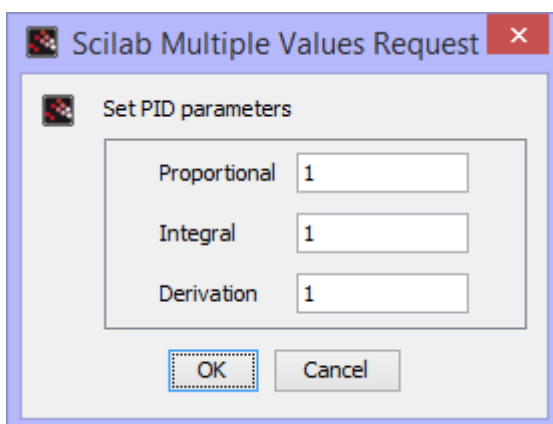 Scilab Multiple Values Request
Set PID parameters
Proportional 1
Integral 1
Derivation 1
OK Cancel